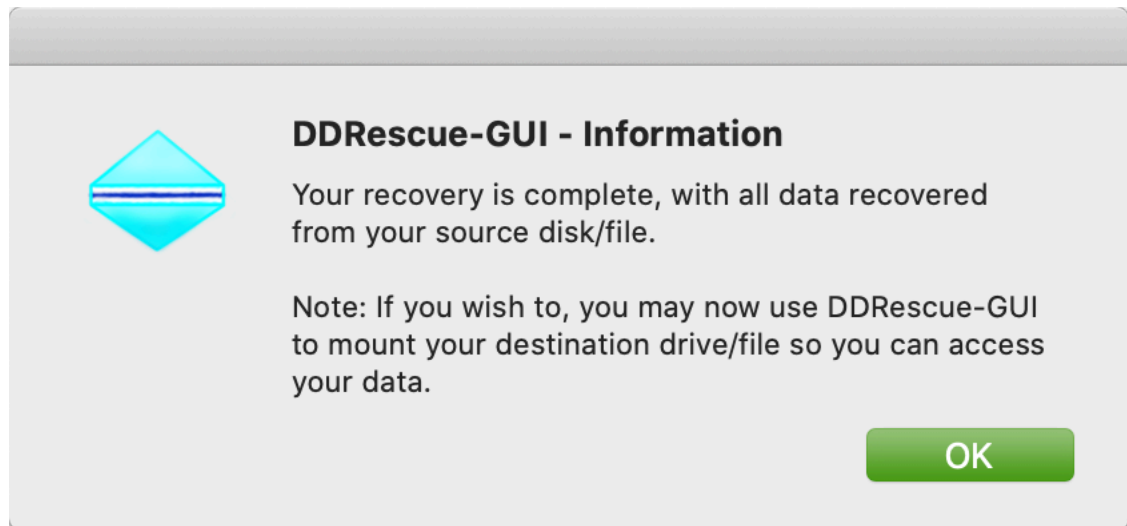 DDRescue-GUI - Information
Your recovery is complete, with all data recovered
from your source disk/file.
Note: If you wish to, you may now use DDRescue-GUI
to mount your destination drive/file so you can access
your data.
OK